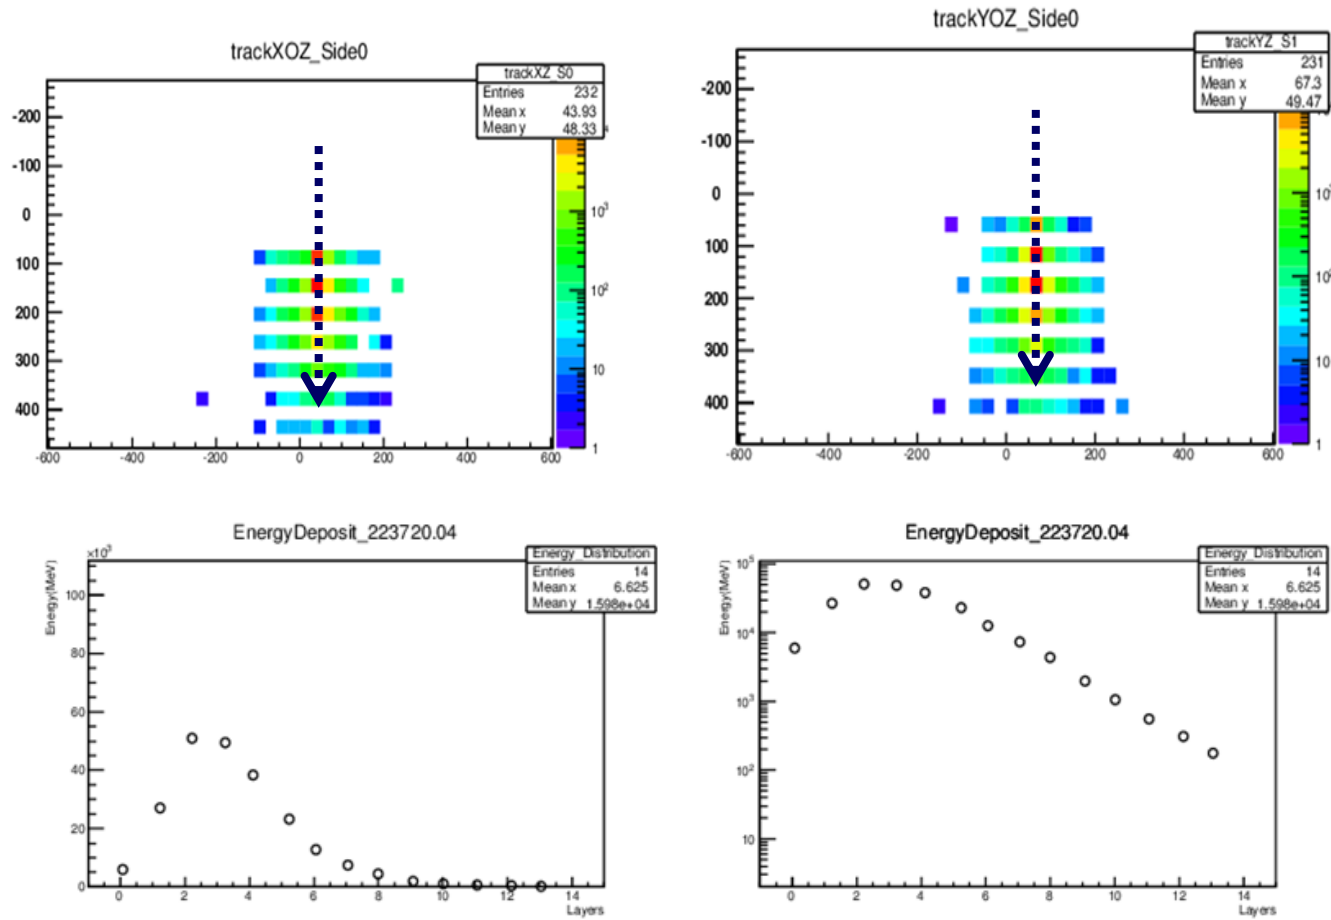 trackXOZ_Side0
trackXZ_S0
Entries 232
Mean x 43.93
Mean y 48.33
-200
-100
0
100
200
300
400
-600 -400 -200 0 200 400 600
10³
10²
10
1
trackYOZ_Side0
trackYZ_S1
Entries 231
Mean x 67.3
Mean y 49.47
-200
-100
0
100
200
300
400
-600 -400 -200 0 200 400 600
1
EnergyDeposit_223720.04
Energy_Distribution
Entries 14
Mean x 6.625
Mean y 1.598e+04
×10³
Energy(MeV)
100
80
60
40
20
0
0 2 4 6 8 10 12 14
Layers
EnergyDeposit_223720.04
Energy_Distribution
Entries 14
Mean x 6.625
Mean y 1.598e+04
Energy(MeV)
10⁵
10⁴
10³
10²
10
0 2 4 6 8 10 12 14
Layers